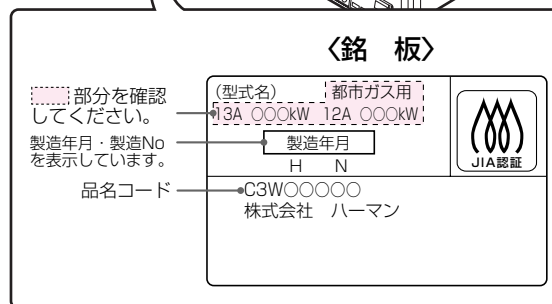 〈銘　板〉
部分を確認
してください。
(型式名)　都市ガス用
13A ○○○kW 12A ○○○kW
製造年月・製造No
を表示しています。
製造年月
H　N
JIA認証
品名コード
C3W○○○○○
株式会社　ハーマン